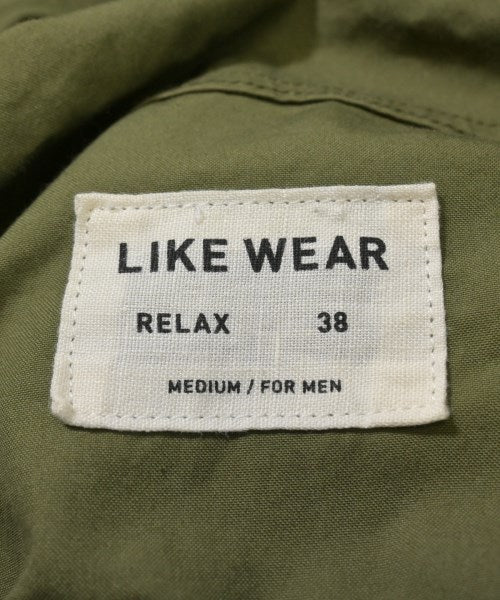 LIKE WEAR
RELAX 38
MEDIUM / FOR MEN